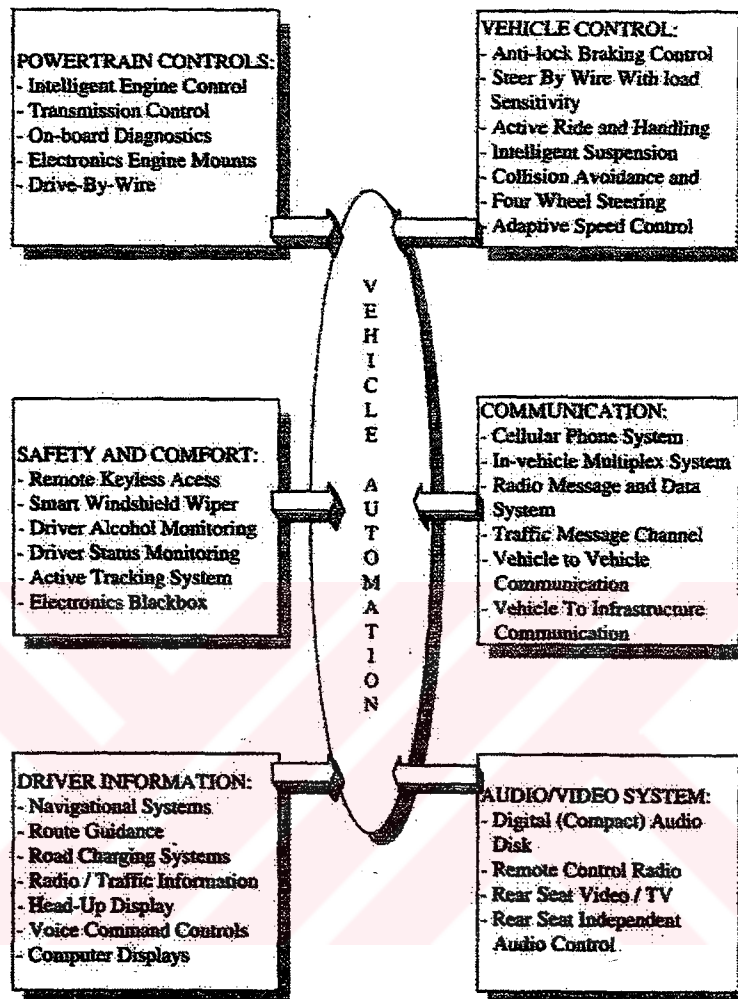 POWERTRAIN CONTROLS:
- Intelligent Engine Control
- Transmission Control
- On-board Diagnostics
- Electronics Engine Mounts
- Drive-By-Wire
VEHICLE CONTROL:
- Anti-lock Braking Control
- Steer By Wire With load
Sensitivity
- Active Ride and Handling
- Intelligent Suspension
- Collision Avoidance and
- Four Wheel Steering
- Adaptive Speed Control
VEHICLE AUTOMATION
SAFETY AND COMFORT:
- Remote Keyless Acess
- Smart Windshield Wiper
- Driver Alcohol Monitoring
- Driver Status Monitoring
- Active Tracking System
- Electronics Blackbox
COMMUNICATION:
- Cellular Phone System
- In-vehicle Multiplex System
- Radio Message and Data
System
- Traffic Message Channel
- Vehicle to Vehicle
Communication
- Vehicle To Infrastructure
Communication
DRIVER INFORMATION:
- Navigational Systems
- Route Guidance
- Road Charging Systems
- Radio / Traffic Information
- Head-Up Display
- Voice Command Controls
- Computer Displays
AUDIO/VIDEO SYSTEM:
- Digital (Compact) Audio
Disk
- Remote Control Radio
- Rear Seat Video / TV
- Rear Seat Independent
Audio Control